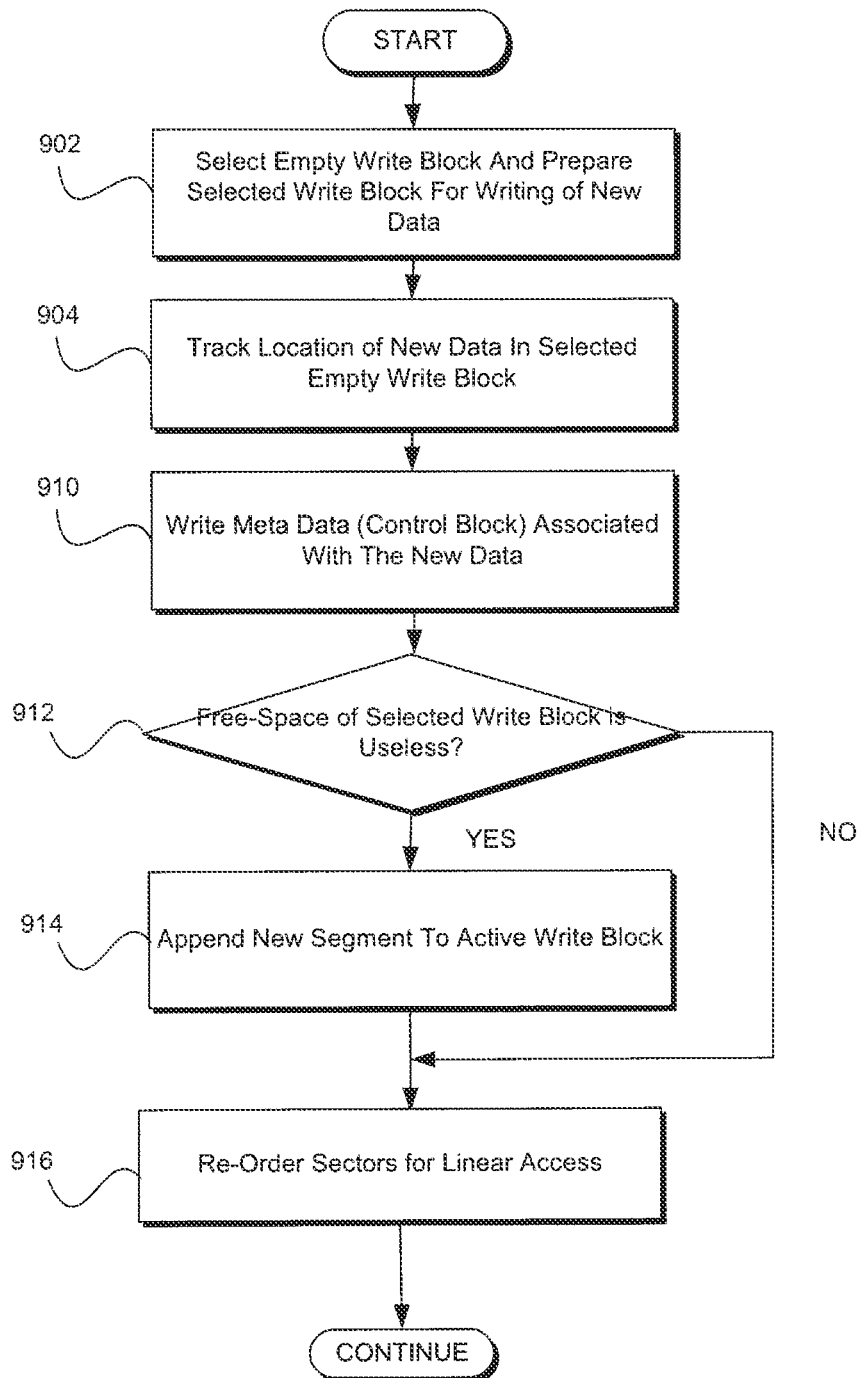 START
902
Select Empty Write Block And Prepare
Selected Write Block For Writing of New
Data
904
Track Location of New Data In Selected
Empty Write Block
910
Write Meta Data (Control Block) Associated
With The New Data
912
Free-Space of Selected Write Block is
Useless?
YES
NO
914
Append New Segment To Active Write Block
916
Re-Order Sectors for Linear Access
CONTINUE